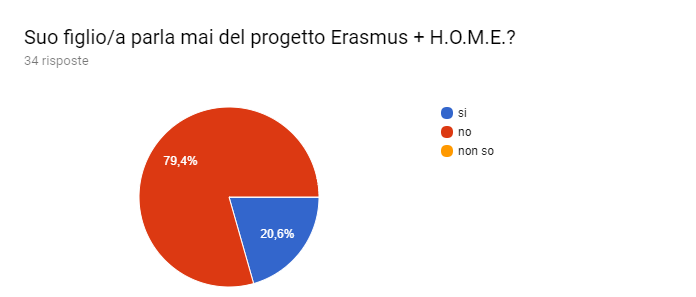 Suo figlio/a parla mai del progetto Erasmus + H.O.M.E.?
34 risposte
si
no
non so
79,4%
20,6%